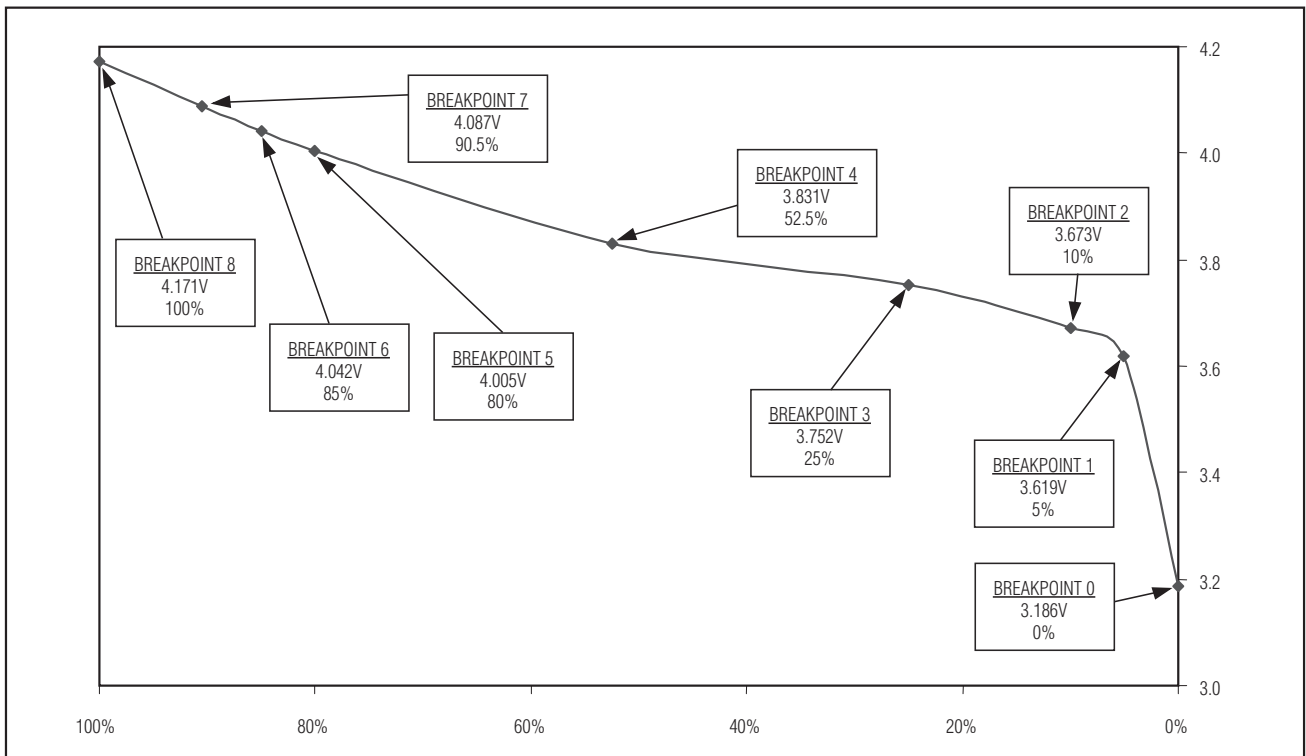 4.2
BREAKPOINT 7
4.087V
90.5%
4.0
BREAKPOINT 4
3.831V
52.5%
BREAKPOINT 2
3.673V
10%
BREAKPOINT 8
4.171V
100%
3.8
BREAKPOINT 6
4.042V
85%
BREAKPOINT 5
4.005V
80%
3.6
BREAKPOINT 3
3.752V
25%
BREAKPOINT 1
3.619V
5%
3.4
BREAKPOINT 0
3.186V
0%
3.2
3.0
100%
80%
60%
40%
20%
0%